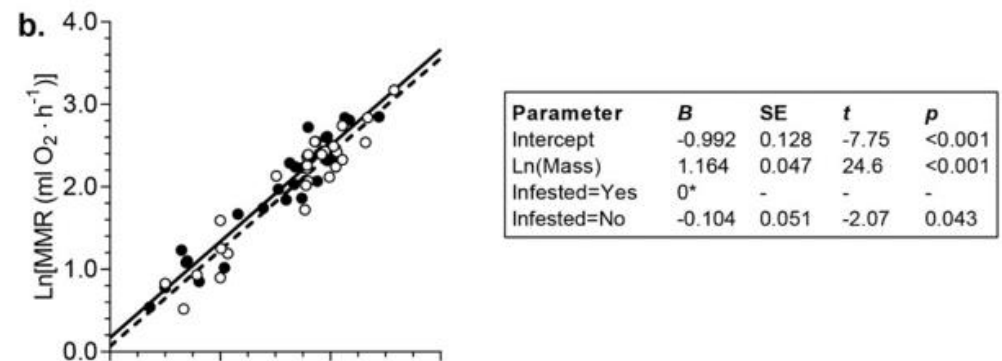 b.
Ln[MMR (ml O₂ · h⁻¹)]
4.0
3.0
2.0
1.0
0.0
Parameter B SE t p
Intercept -0.992 0.128 -7.75 <0.001
Ln(Mass) 1.164 0.047 24.6 <0.001
Infested=Yes 0* - - -
Infested=No -0.104 0.051 -2.07 0.043